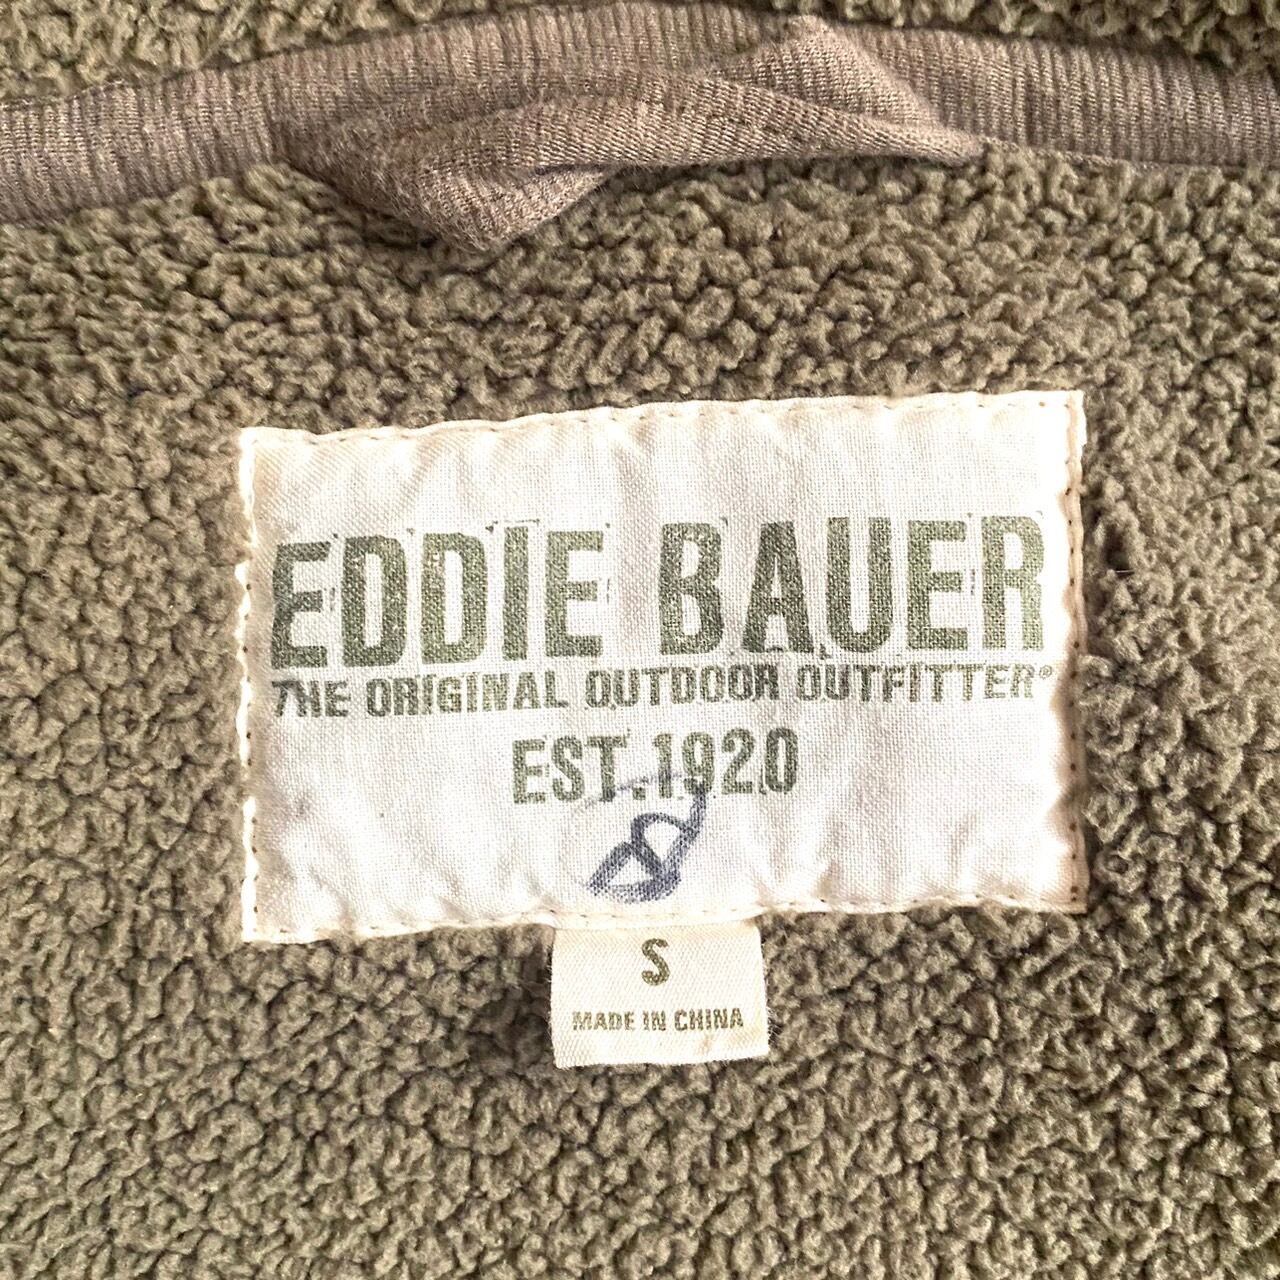 EDDIE BAUER
THE ORIGINAL OUTDOOR OUTFITTER®
EST.1920
S
MADE IN CHINA